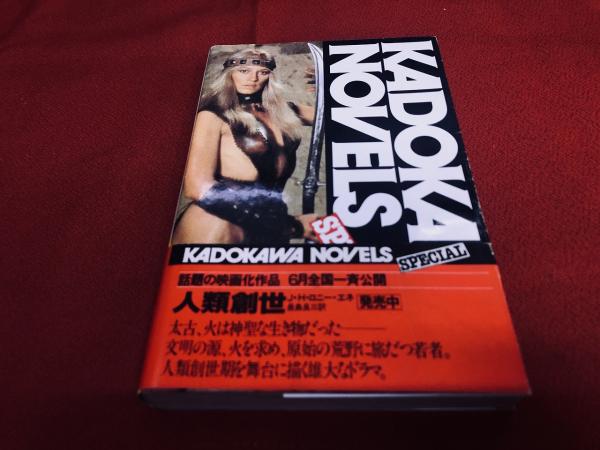 KADOKA
NOVELS
SP
KADOKAWA NOVELS
SPECIAL
話題の映画化作品 6月全国一斉公開
人類創世
J・H・ロニー・エネ
長島良三訳
発売中
太古、火は神聖な生き物だった———
文明の源、火を求め、原始の荒野に旅だつ若者。
人類創世期を舞台に描く雄大なドラマ。